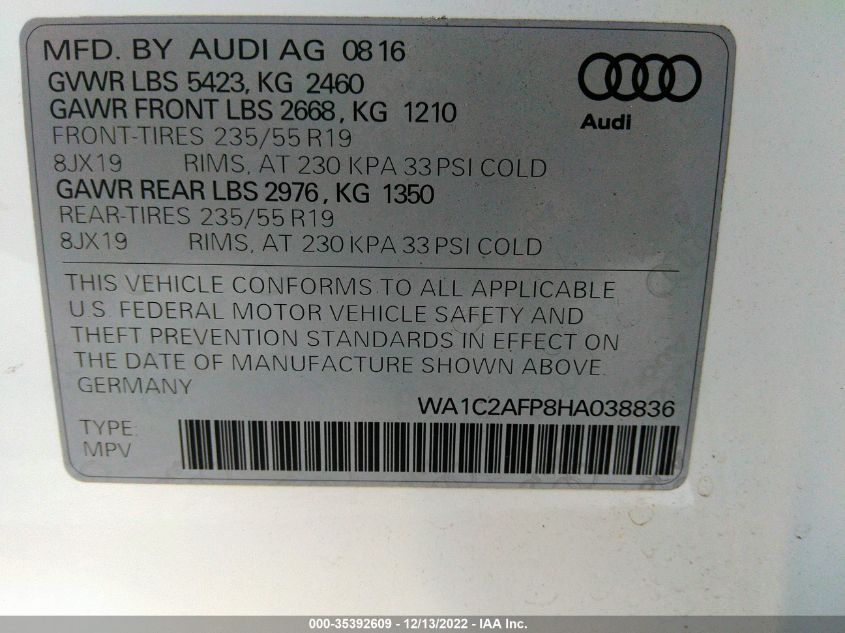 MFD. BY AUDI AG 0816
GVWR LBS 5423, KG 2460
GAWR FRONT LBS 2668, KG 1210
FRONT-TIRES 235/55 R19
8JX19 RIMS, AT 230 KPA 33 PSI COLD
GAWR REAR LBS 2976, KG 1350
REAR-TIRES 235/55 R19
8JX19 RIMS, AT 230 KPA 33 PSI COLD
Audi
THIS VEHICLE CONFORMS TO ALL APPLICABLE
U.S. FEDERAL MOTOR VEHICLE SAFETY AND
THEFT PREVENTION STANDARDS IN EFFECT ON
THE DATE OF MANUFACTURE SHOWN ABOVE.
GERMANY
WA1C2AFP8HA038836
TYPE:
MPV
000-35392609 - 12/13/2022 - IAA Inc.